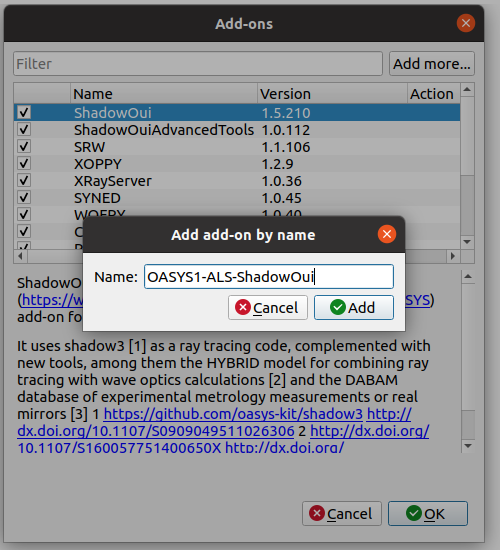 Add-ons
Filter
Add more...
Name Version Action
ShadowOui 1.5.210
ShadowOuiAdvancedTools 1.0.112
SRW 1.1.106
XOPPY 1.2.9
XRayServer 1.0.36
SYNED 1.0.45
WOFRY 1.0.40
Add add-on by name
Name: OASYS1-ALS-ShadowOui
Cancel Add
ShadowO
(https://w SYS)
add-on fo
It uses shadow3 [1] as a ray tracing code, complemented with
new tools, among them the HYBRID model for combining ray
tracing with wave optics calculations [2] and the DABAM
database of experimental metrology measurements or real
mirrors [3] 1 https://github.com/oasys-kit/shadow3 http://
dx.doi.org/10.1107/S0909049511026306 2 http://dx.doi.org/
10.1107/S160057751400650X http://dx.doi.org/
Cancel OK